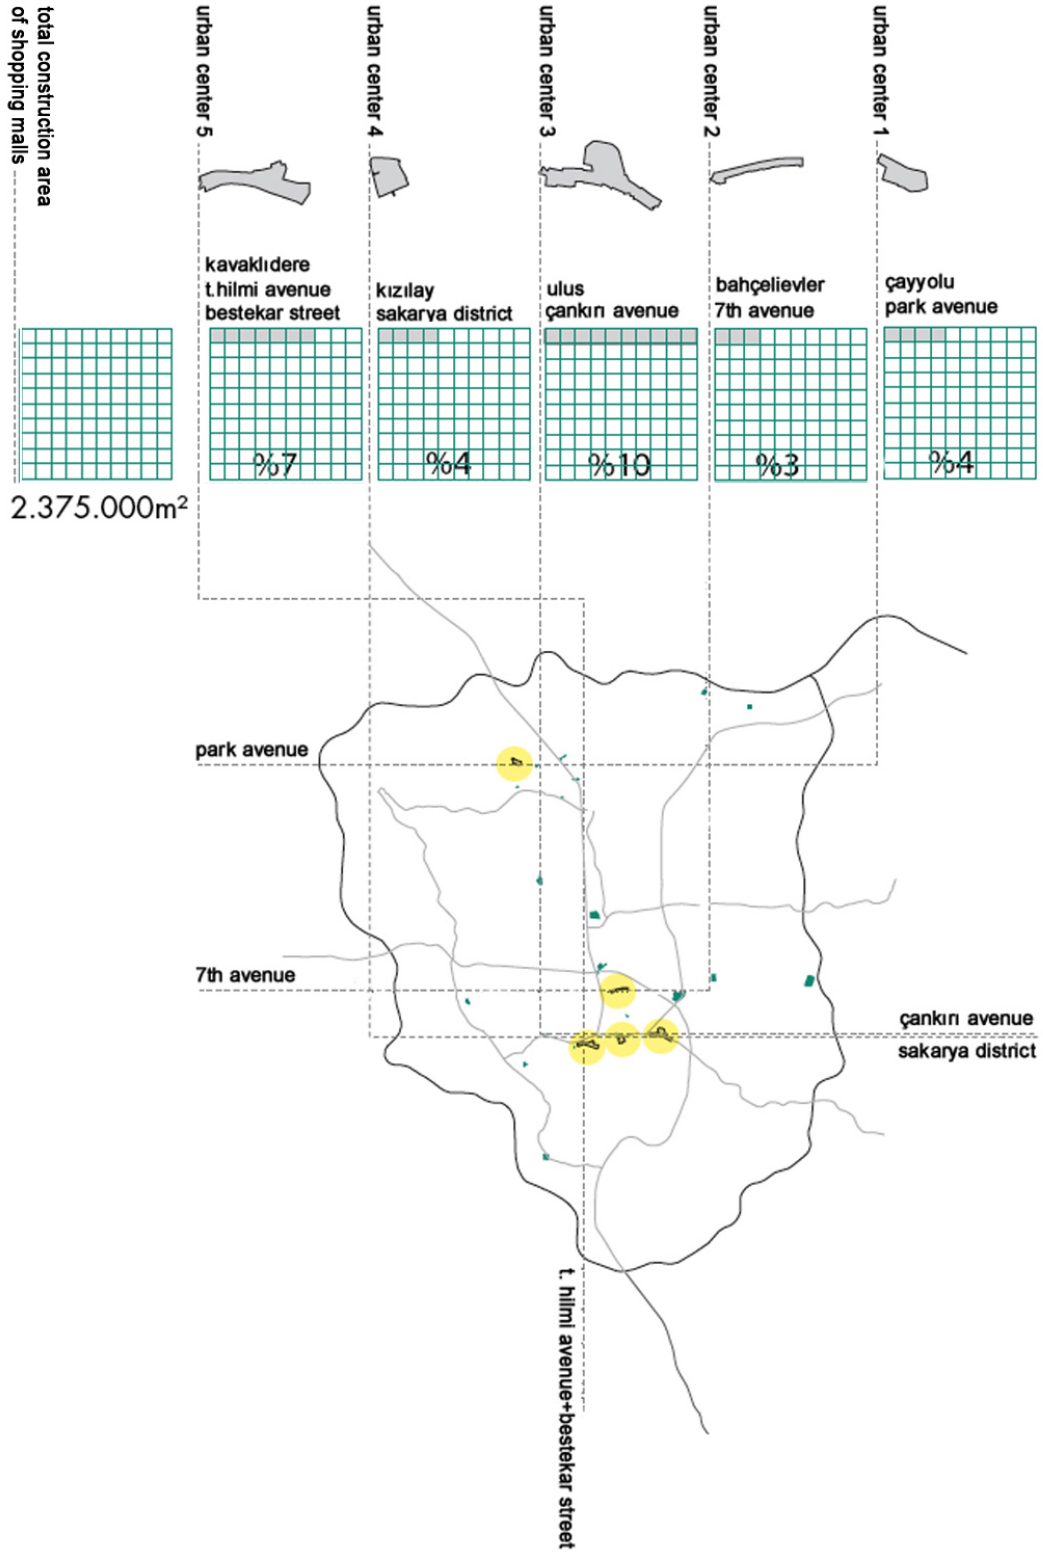 total construction area
of shopping malls
urban center 5
urban center 4
urban center 3
urban center 2
urban center 1
kavaklıdere
t.hilmi avenue
bestekar street
kızılay
sakarya district
ulus
çankırı avenue
bahçelievler
7th avenue
çayyolu
park avenue
%7
%4
%10
%3
%4
2.375.000m²
park avenue
7th avenue
çankırı avenue
sakarya district
t. hilmi avenue+bestekar street